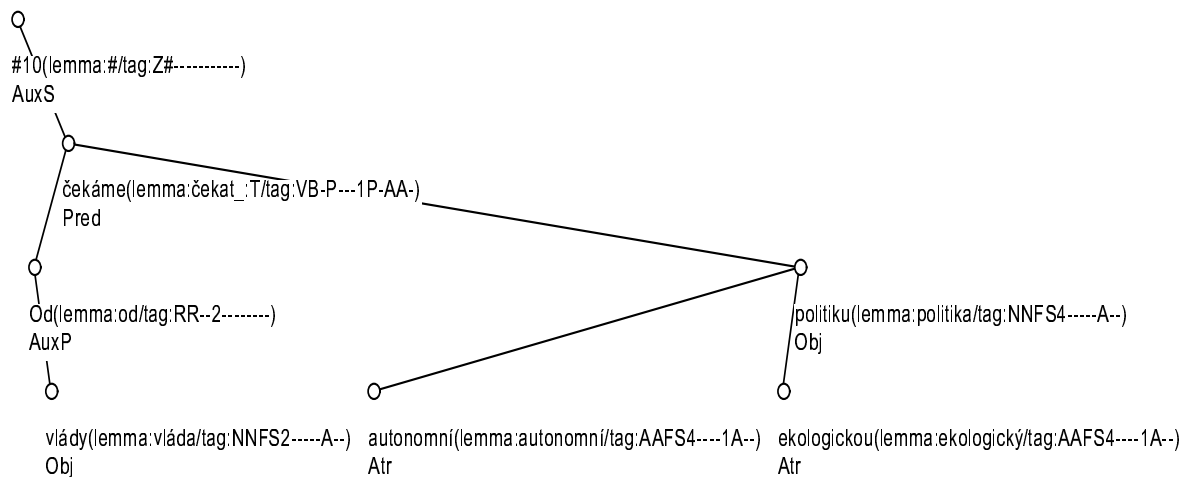 #10(lemma:#/tag:Z#-----------)
AuxS
čekáme(lemma:čekat_:T/tag:VB-P---1P-AA-)
Pred
Od(lemma:od/tag:RR--2--------)
AuxP
politiku(lemma:politika/tag:NNFS4-----A--)
Obj
vlády(lemma:vláda/tag:NNFS2-----A--)
Obj
autonomní(lemma:autonomní/tag:AAFS4----1A--)
Atr
ekologickou(lemma:ekologický/tag:AAFS4----1A--)
Atr